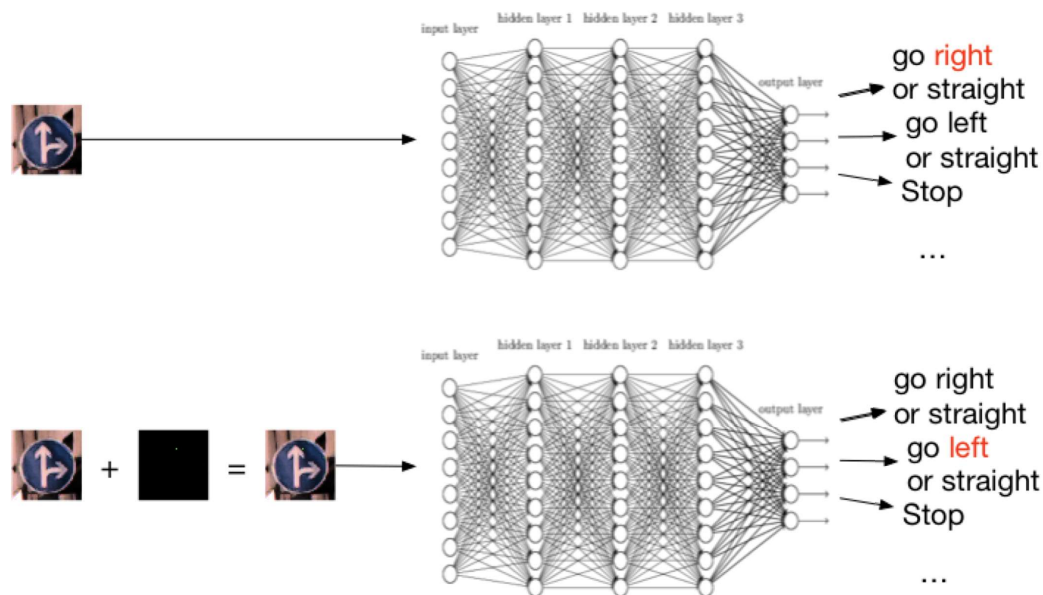 hidden layer 1 hidden layer 2 hidden layer 3
input layer
output layer
go right
or straight
go left
or straight
Stop
...
hidden layer 1 hidden layer 2 hidden layer 3
input layer
output layer
go right
or straight
go left
or straight
Stop
...
+ =